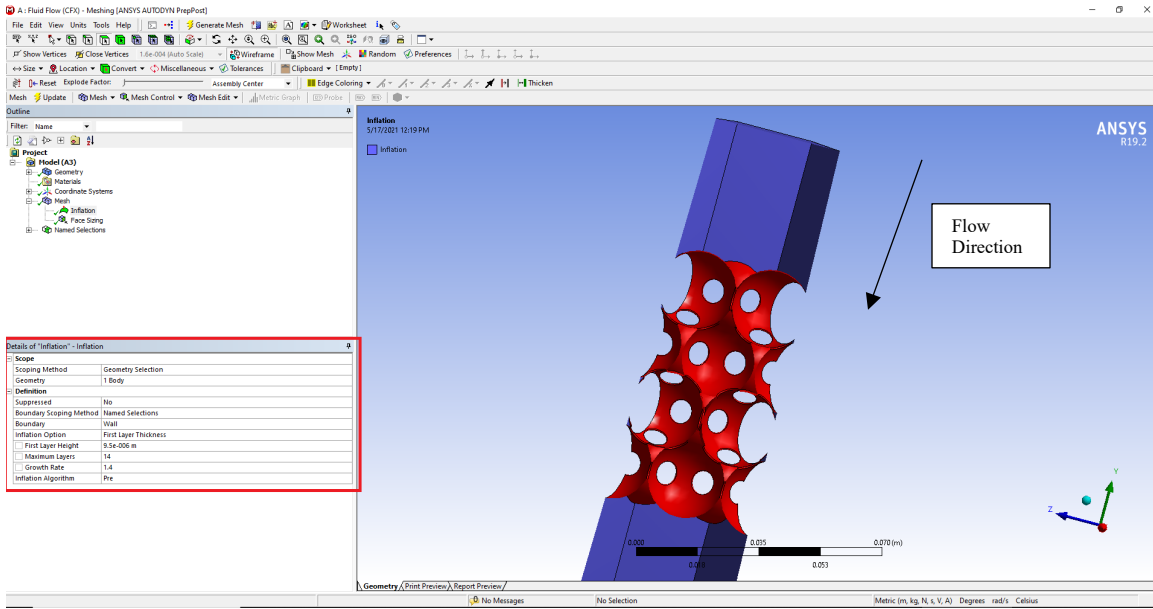 A : Fluid Flow (CFX) - Meshing [ANSYS AUTODYN PrepPost]
File Edit View Units Tools Help Generate Mesh A Worksheet
Show Vertices Close Vertices 1.6e-004 (Auto Scale) Wireframe Show Mesh Random Preferences
Size Location Convert Miscellaneous Tolerances Clipboard [Empty]
Reset Explode Factor: Assembly Center Edge Coloring Thicken
Mesh Update Mesh Mesh Control Mesh Edit Metric Graph Probe
Outline
Filter: Name
Project
Model (A3)
Geometry
Materials
Coordinate Systems
Mesh
Inflation
Face Sizing
Named Selections
Details of "Inflation" - Inflation
Scope
Scoping Method Geometry Selection
Geometry 1 Body
Definition
Suppressed No
Boundary Scoping Method Named Selections
Boundary Wall
Inflation Option First Layer Thickness
First Layer Height 9.5e-006 m
Maximum Layers 14
Growth Rate 1.4
Inflation Algorithm Pre
Inflation
5/17/2021 12:19 PM
Inflation
ANSYS
R19.2
Flow
Direction
Y
Z
0.000 0.035 0.070 (m)
0.018 0.053
Geometry Print Preview Report Preview
No Messages No Selection Metric (m, kg, N, s, V, A) Degrees rad/s Celsius